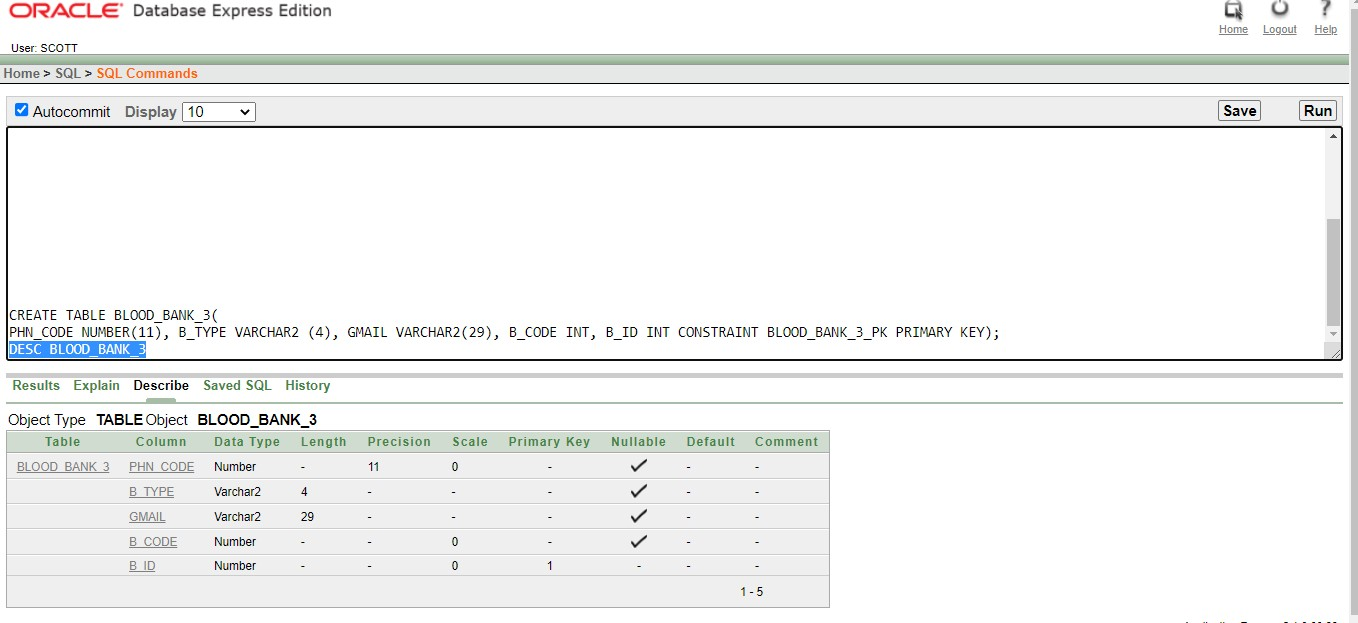 ORACLE® Database Express Edition
Home Logout Help
User: SCOTT
Home > SQL > SQL Commands
Autocommit Display 10 Save Run
CREATE TABLE BLOOD_BANK_3(
PHN_CODE NUMBER(11), B_TYPE VARCHAR2 (4), GMAIL VARCHAR2(29), B_CODE INT, B_ID INT CONSTRAINT BLOOD_BANK_3_PK PRIMARY KEY);
DESC BLOOD_BANK_3
Results Explain Describe Saved SQL History
Object Type TABLE Object BLOOD_BANK_3
Table Column Data Type Length Precision Scale Primary Key Nullable Default Comment
BLOOD_BANK_3 PHN_CODE Number - 11 0 - ✓ - -
B_TYPE Varchar2 4 - - - ✓ - -
GMAIL Varchar2 29 - - - ✓ - -
B_CODE Number - - 0 - ✓ - -
B_ID Number - - 0 1 - - -
1 - 5